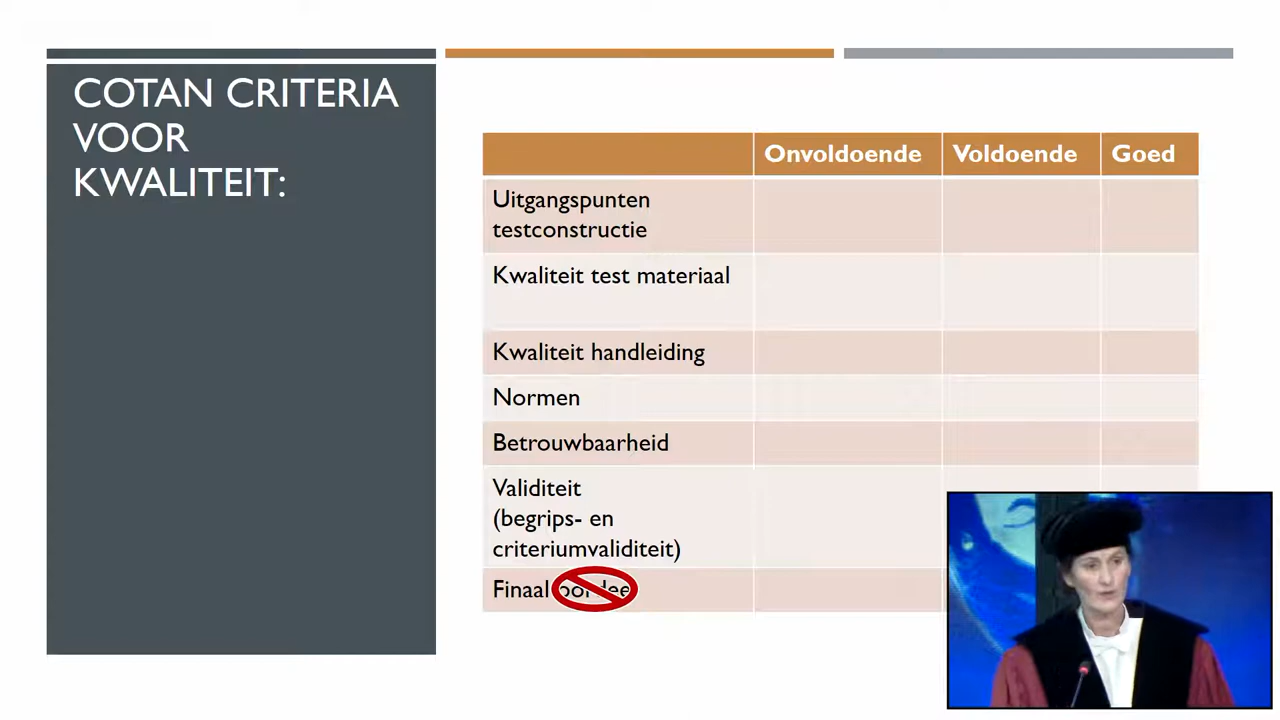 COTAN CRITERIA
VOOR
KWALITEIT:
Onvoldoende Voldoende Goed
Uitgangspunten
testconstructie
Kwaliteit test materiaal
Kwaliteit handleiding
Normen
Betrouwbaarheid
Validiteit
(begrips- en
criteriumvaliditeit)
Finaal